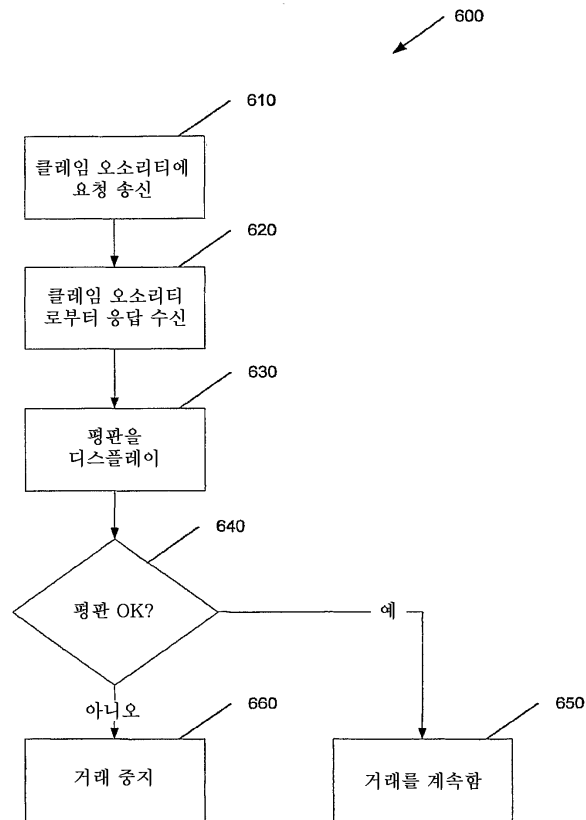 600
610
클레임 오소리티에
요청 송신
620
클레임 오소리티
로부터 응답 수신
630
평판을
디스플레이
640
평판 OK?
예
아니오
660
650
거래 중지
거래를 계속함